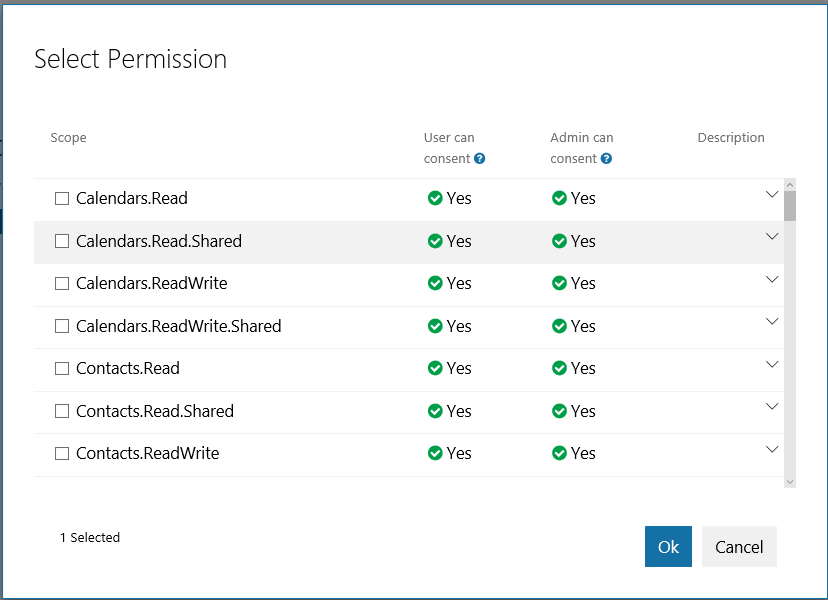 Select Permission
Scope User can consent Admin can consent Description
Calendars.Read Yes Yes
Calendars.Read.Shared Yes Yes
Calendars.ReadWrite Yes Yes
Calendars.ReadWrite.Shared Yes Yes
Contacts.Read Yes Yes
Contacts.Read.Shared Yes Yes
Contacts.ReadWrite Yes Yes
1 Selected Ok Cancel